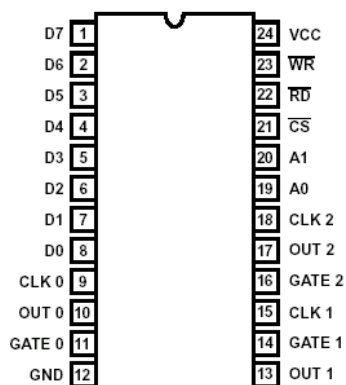 D7 1 24 VCC
D6 2 23 WR
D5 3 22 RD
D4 4 21 CS
D3 5 20 A1
D2 6 19 A0
D1 7 18 CLK 2
D0 8 17 OUT 2
CLK 0 9 16 GATE 2
OUT 0 10 15 CLK 1
GATE 0 11 14 GATE 1
GND 12 13 OUT 1